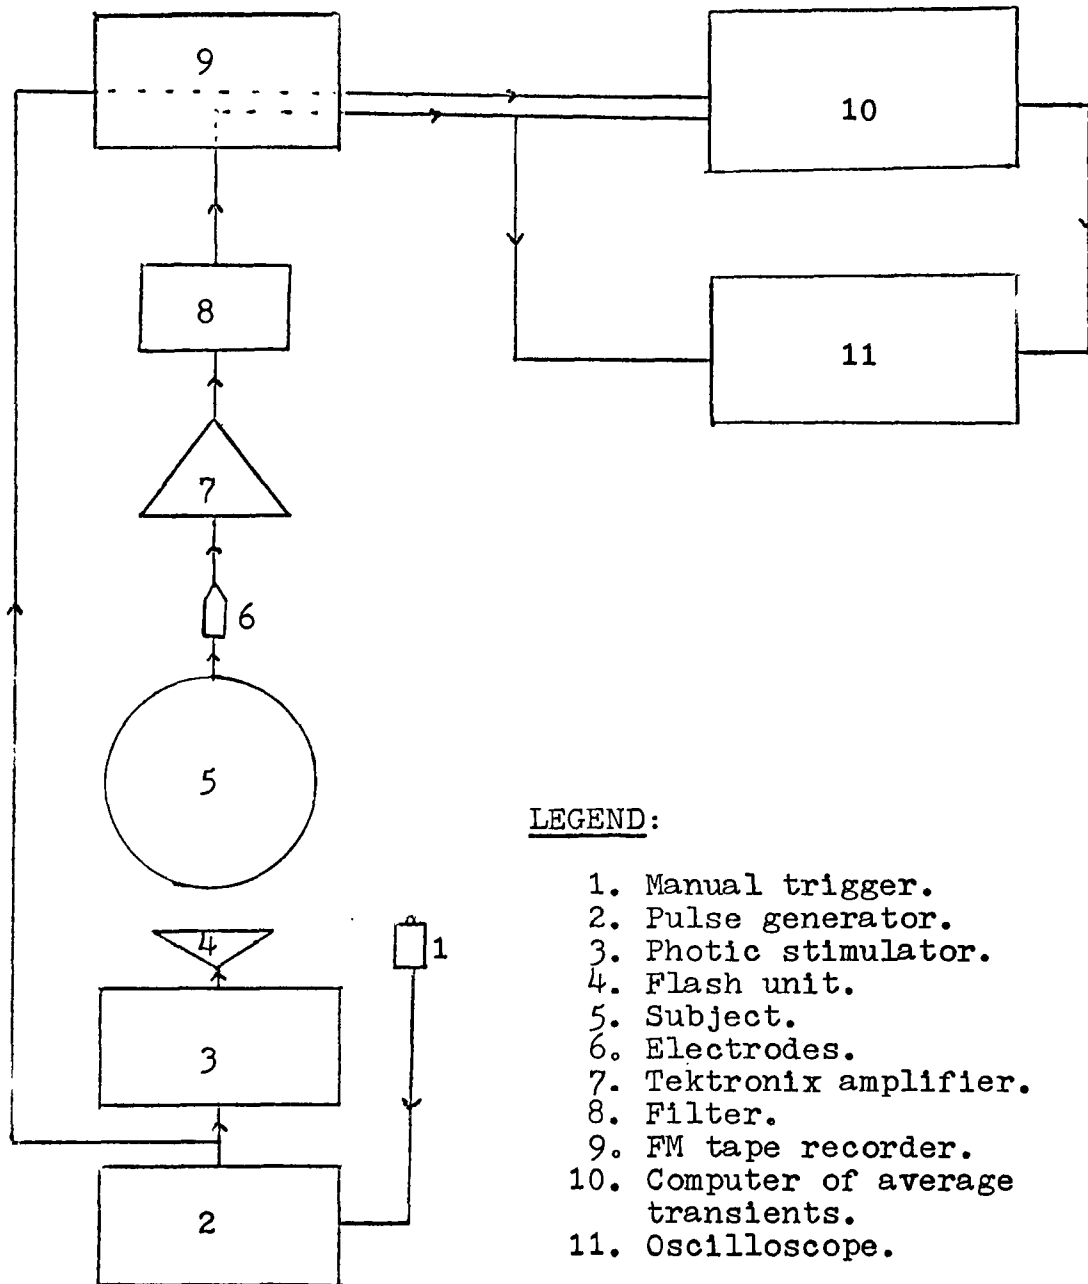 9
10
8
11
7
6
5
4
1
3
2
LEGEND:
1. Manual trigger.
2. Pulse generator.
3. Photic stimulator.
4. Flash unit.
5. Subject.
6. Electrodes.
7. Tektronix amplifier.
8. Filter.
9. FM tape recorder.
10. Computer of average
transients.
11. Oscilloscope.